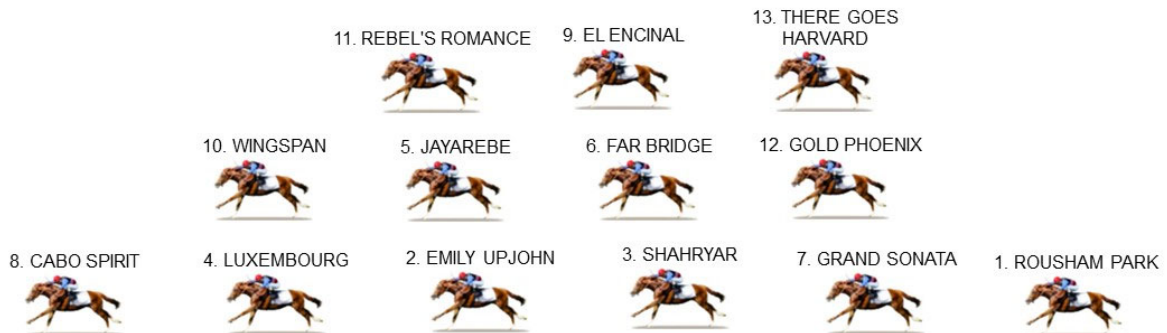 13. THERE GOES
HARVARD
11. REBEL'S ROMANCE
9. EL ENCINAL
10. WINGSPAN
5. JAYAREBE
6. FAR BRIDGE
12. GOLD PHOENIX
8. CABO SPIRIT
4. LUXEMBOURG
2. EMILY UPJOHN
3. SHAHRYAR
7. GRAND SONATA
1. ROUSHAM PARK